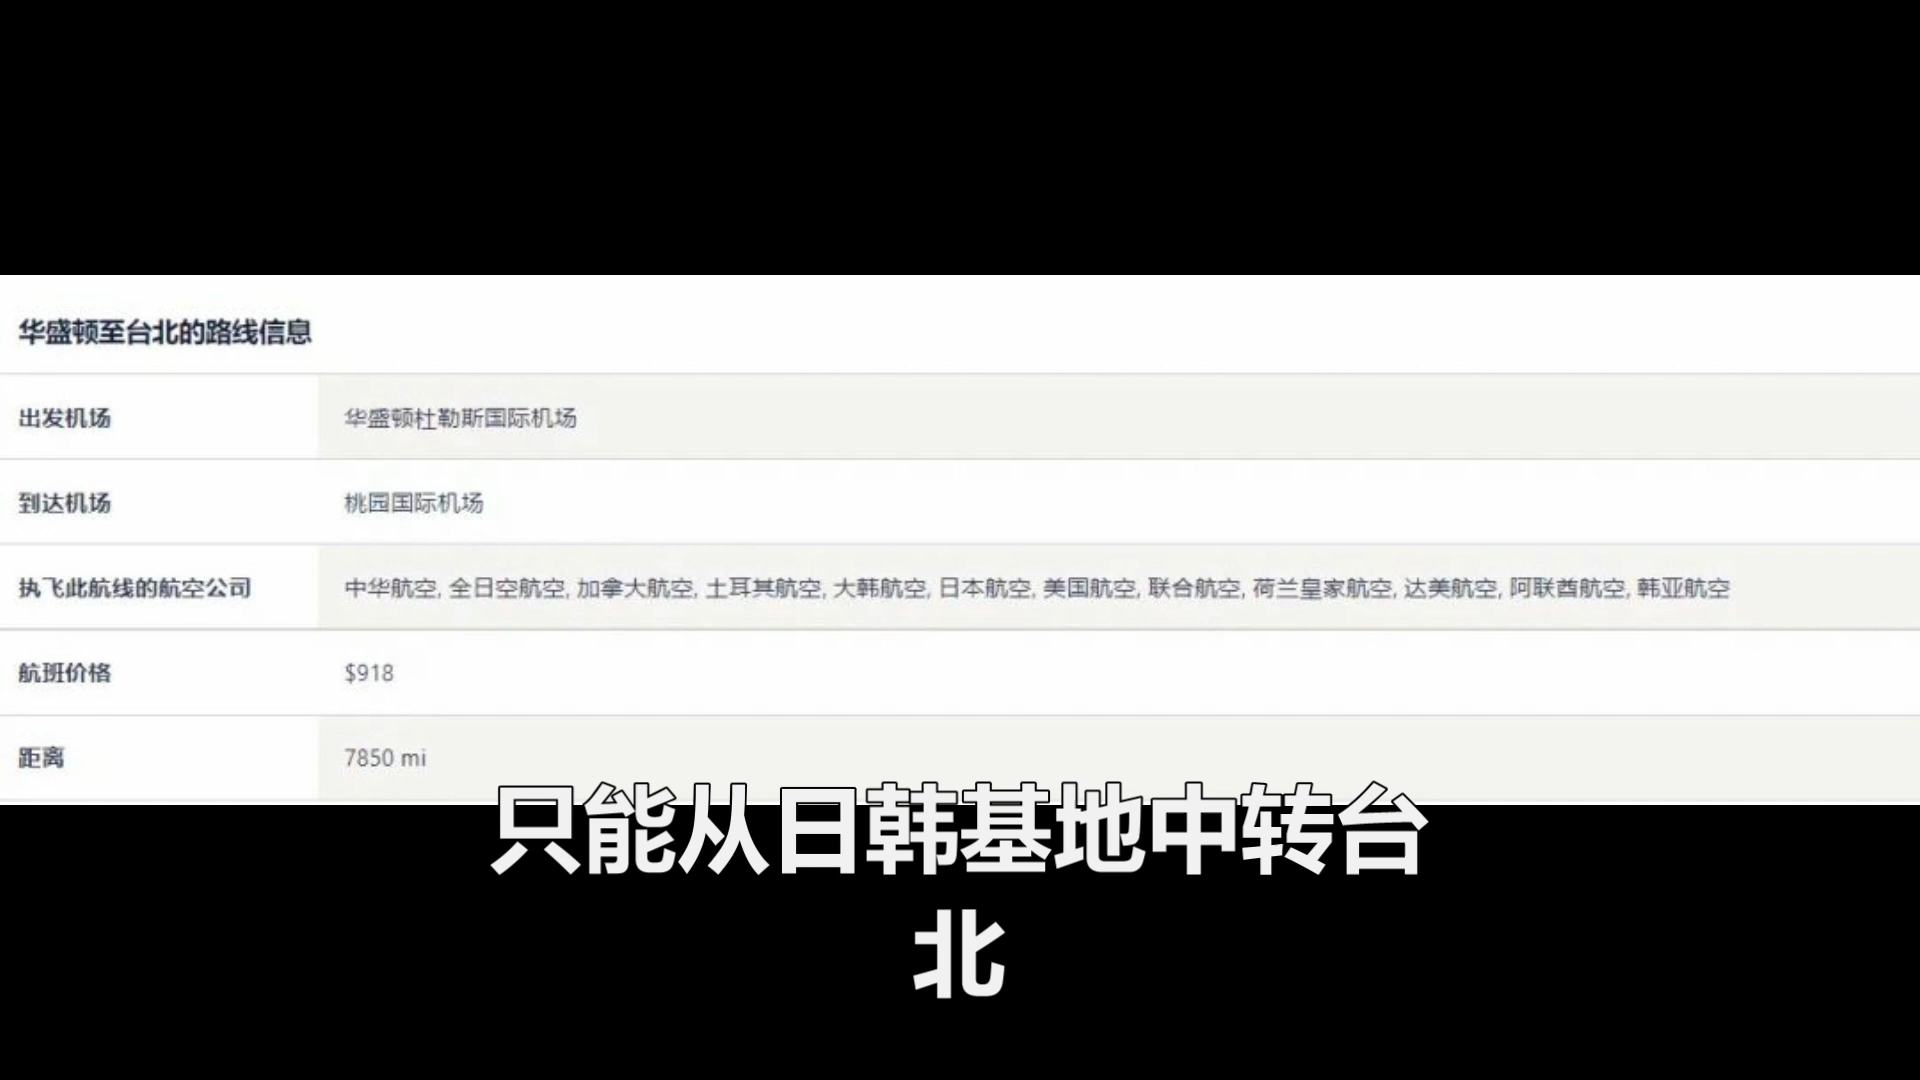 华盛顿至台北的路线信息
出发机场 华盛顿杜勒斯国际机场
到达机场 桃园国际机场
执飞此航线的航空公司 中华航空, 全日空航空, 加拿大航空, 土耳其航空, 大韩航空, 日本航空, 美国航空, 联合航空, 荷兰皇家航空, 达美航空, 阿联酋航空, 韩亚航空
航班价格 $918
距离 7850 mi
只能从日韩基地中转台
北